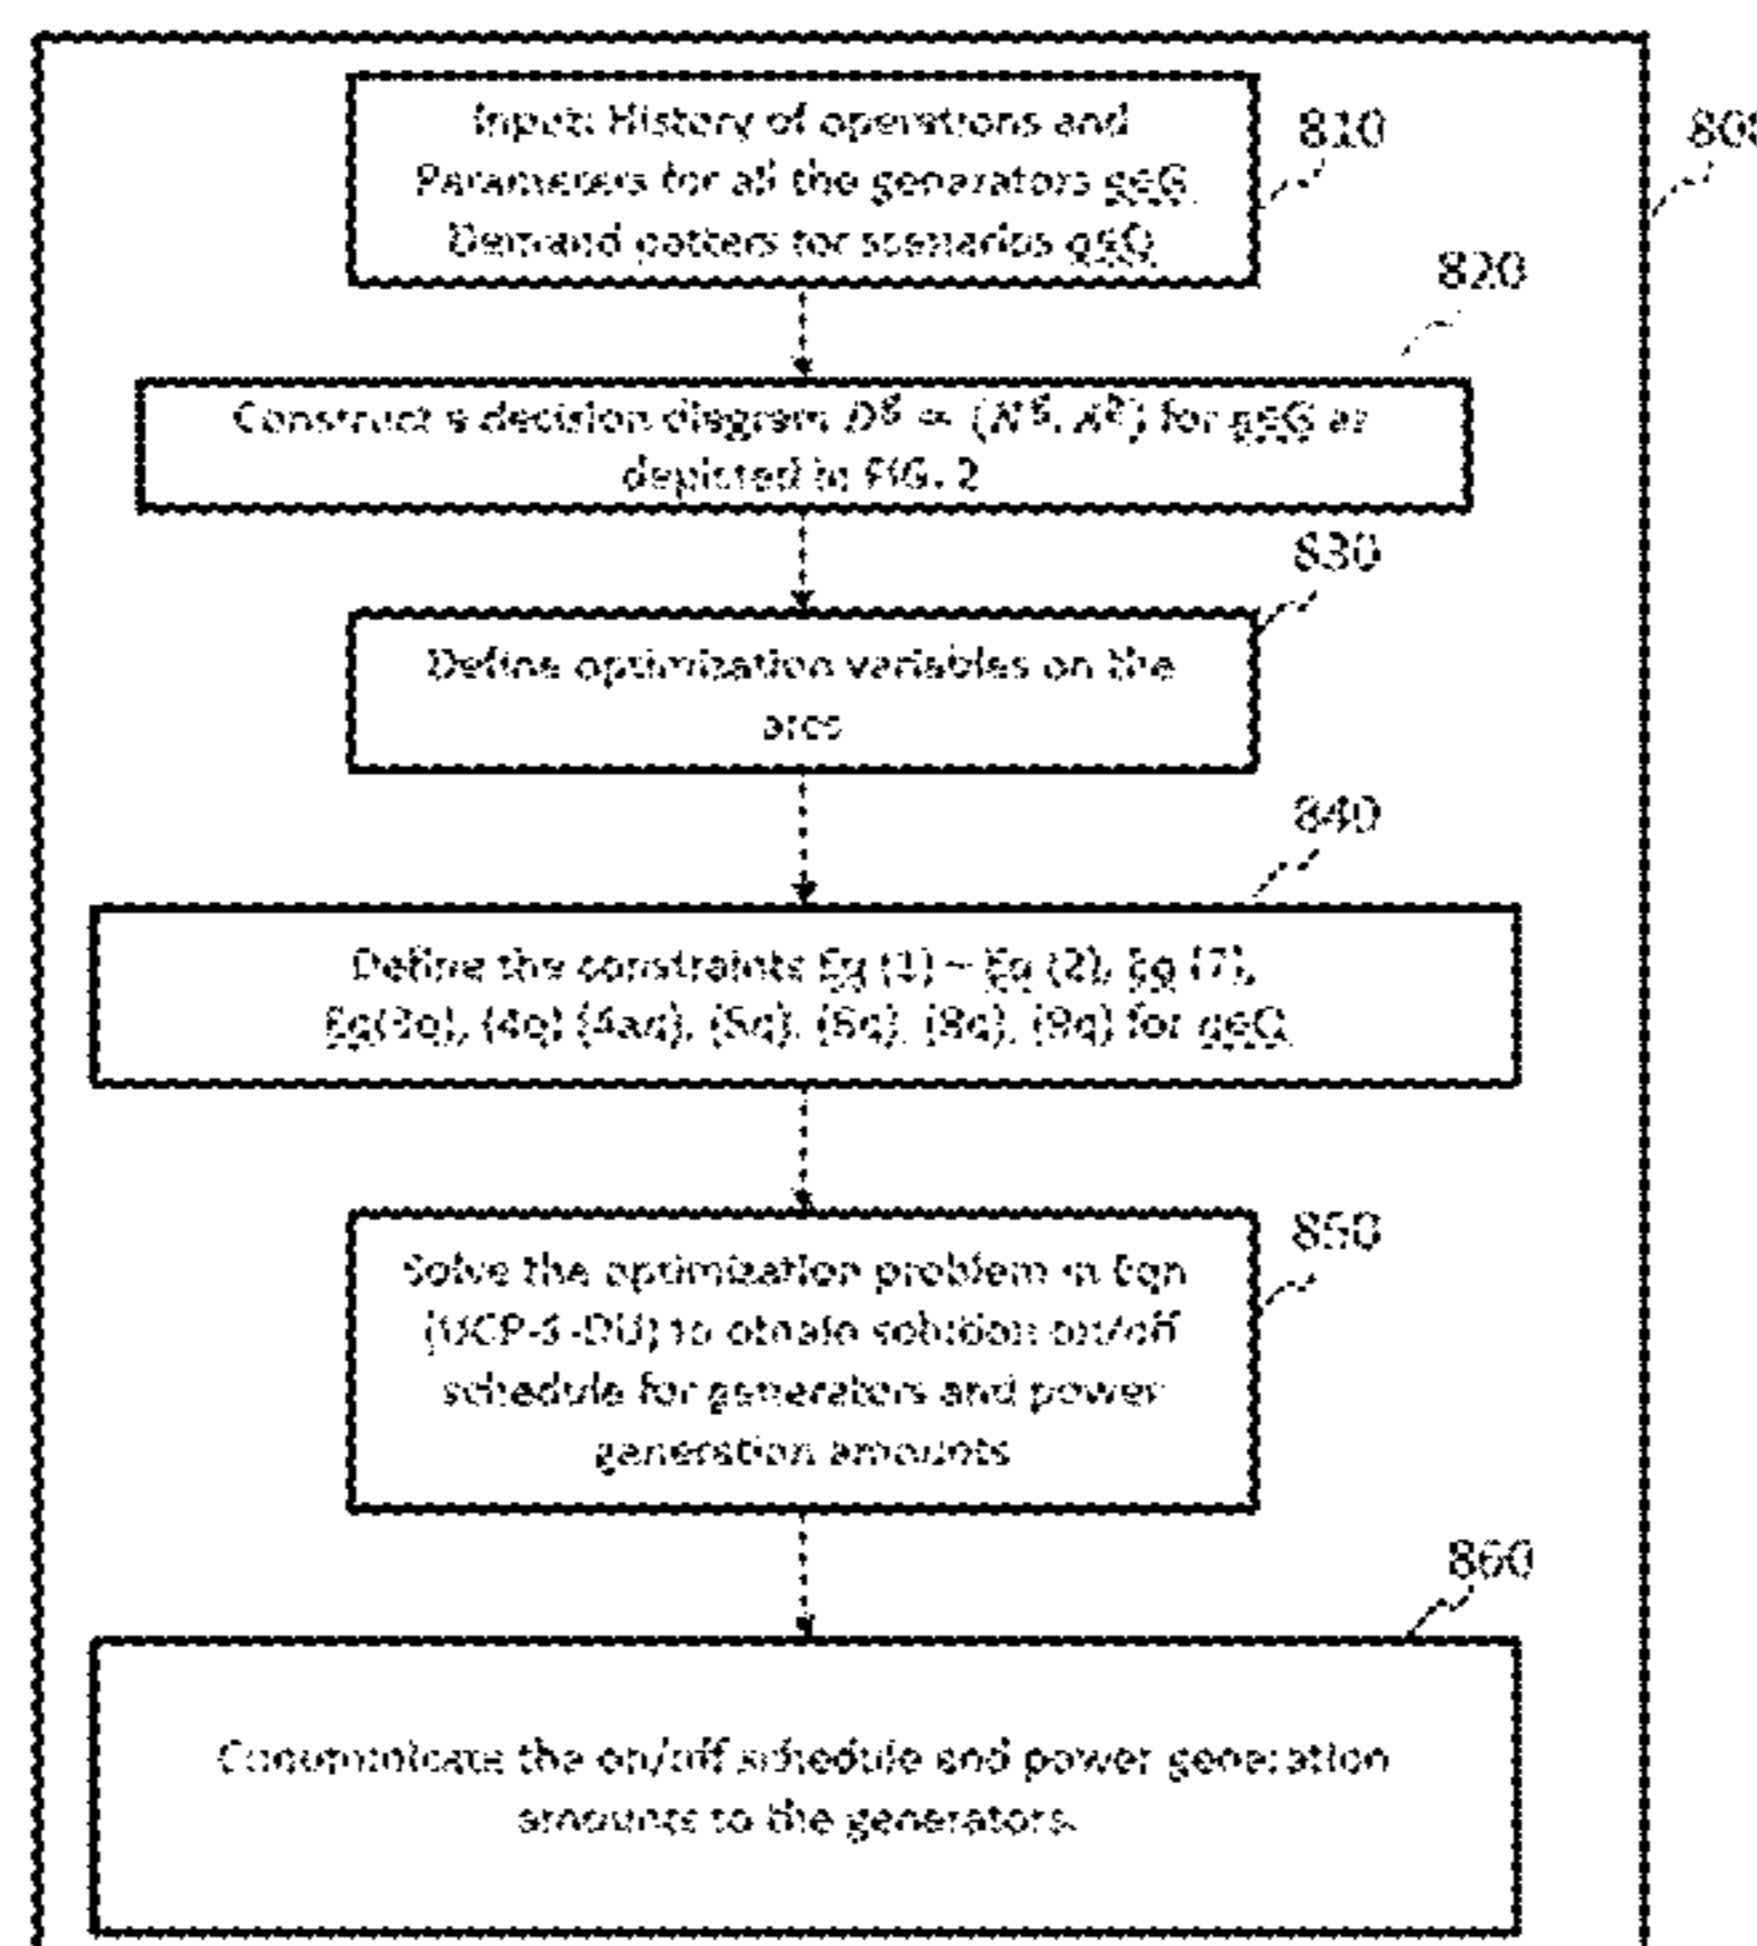 Input: History of operations and
810
800
Parameters for all the generators gϵG
Demand patters for scenarios qϵQ
820
Construct a decision diagram D^g = (N^g, A^g) for gϵG as
depicted in FIG. 2
830
Define optimization variables on the
arcs
840
Define the constraints Eq (1) – Eq (2), Eq (7),
Eq(3q), (4q) (4aq), (5q), (6q), (8q), (9q) for qϵQ
850
Solve the optimization problem in Eqn
to obtain solution on/off
schedule for generators and power
generation amounts
860
Communicate the on/off schedule and power generation
amounts to the generators.